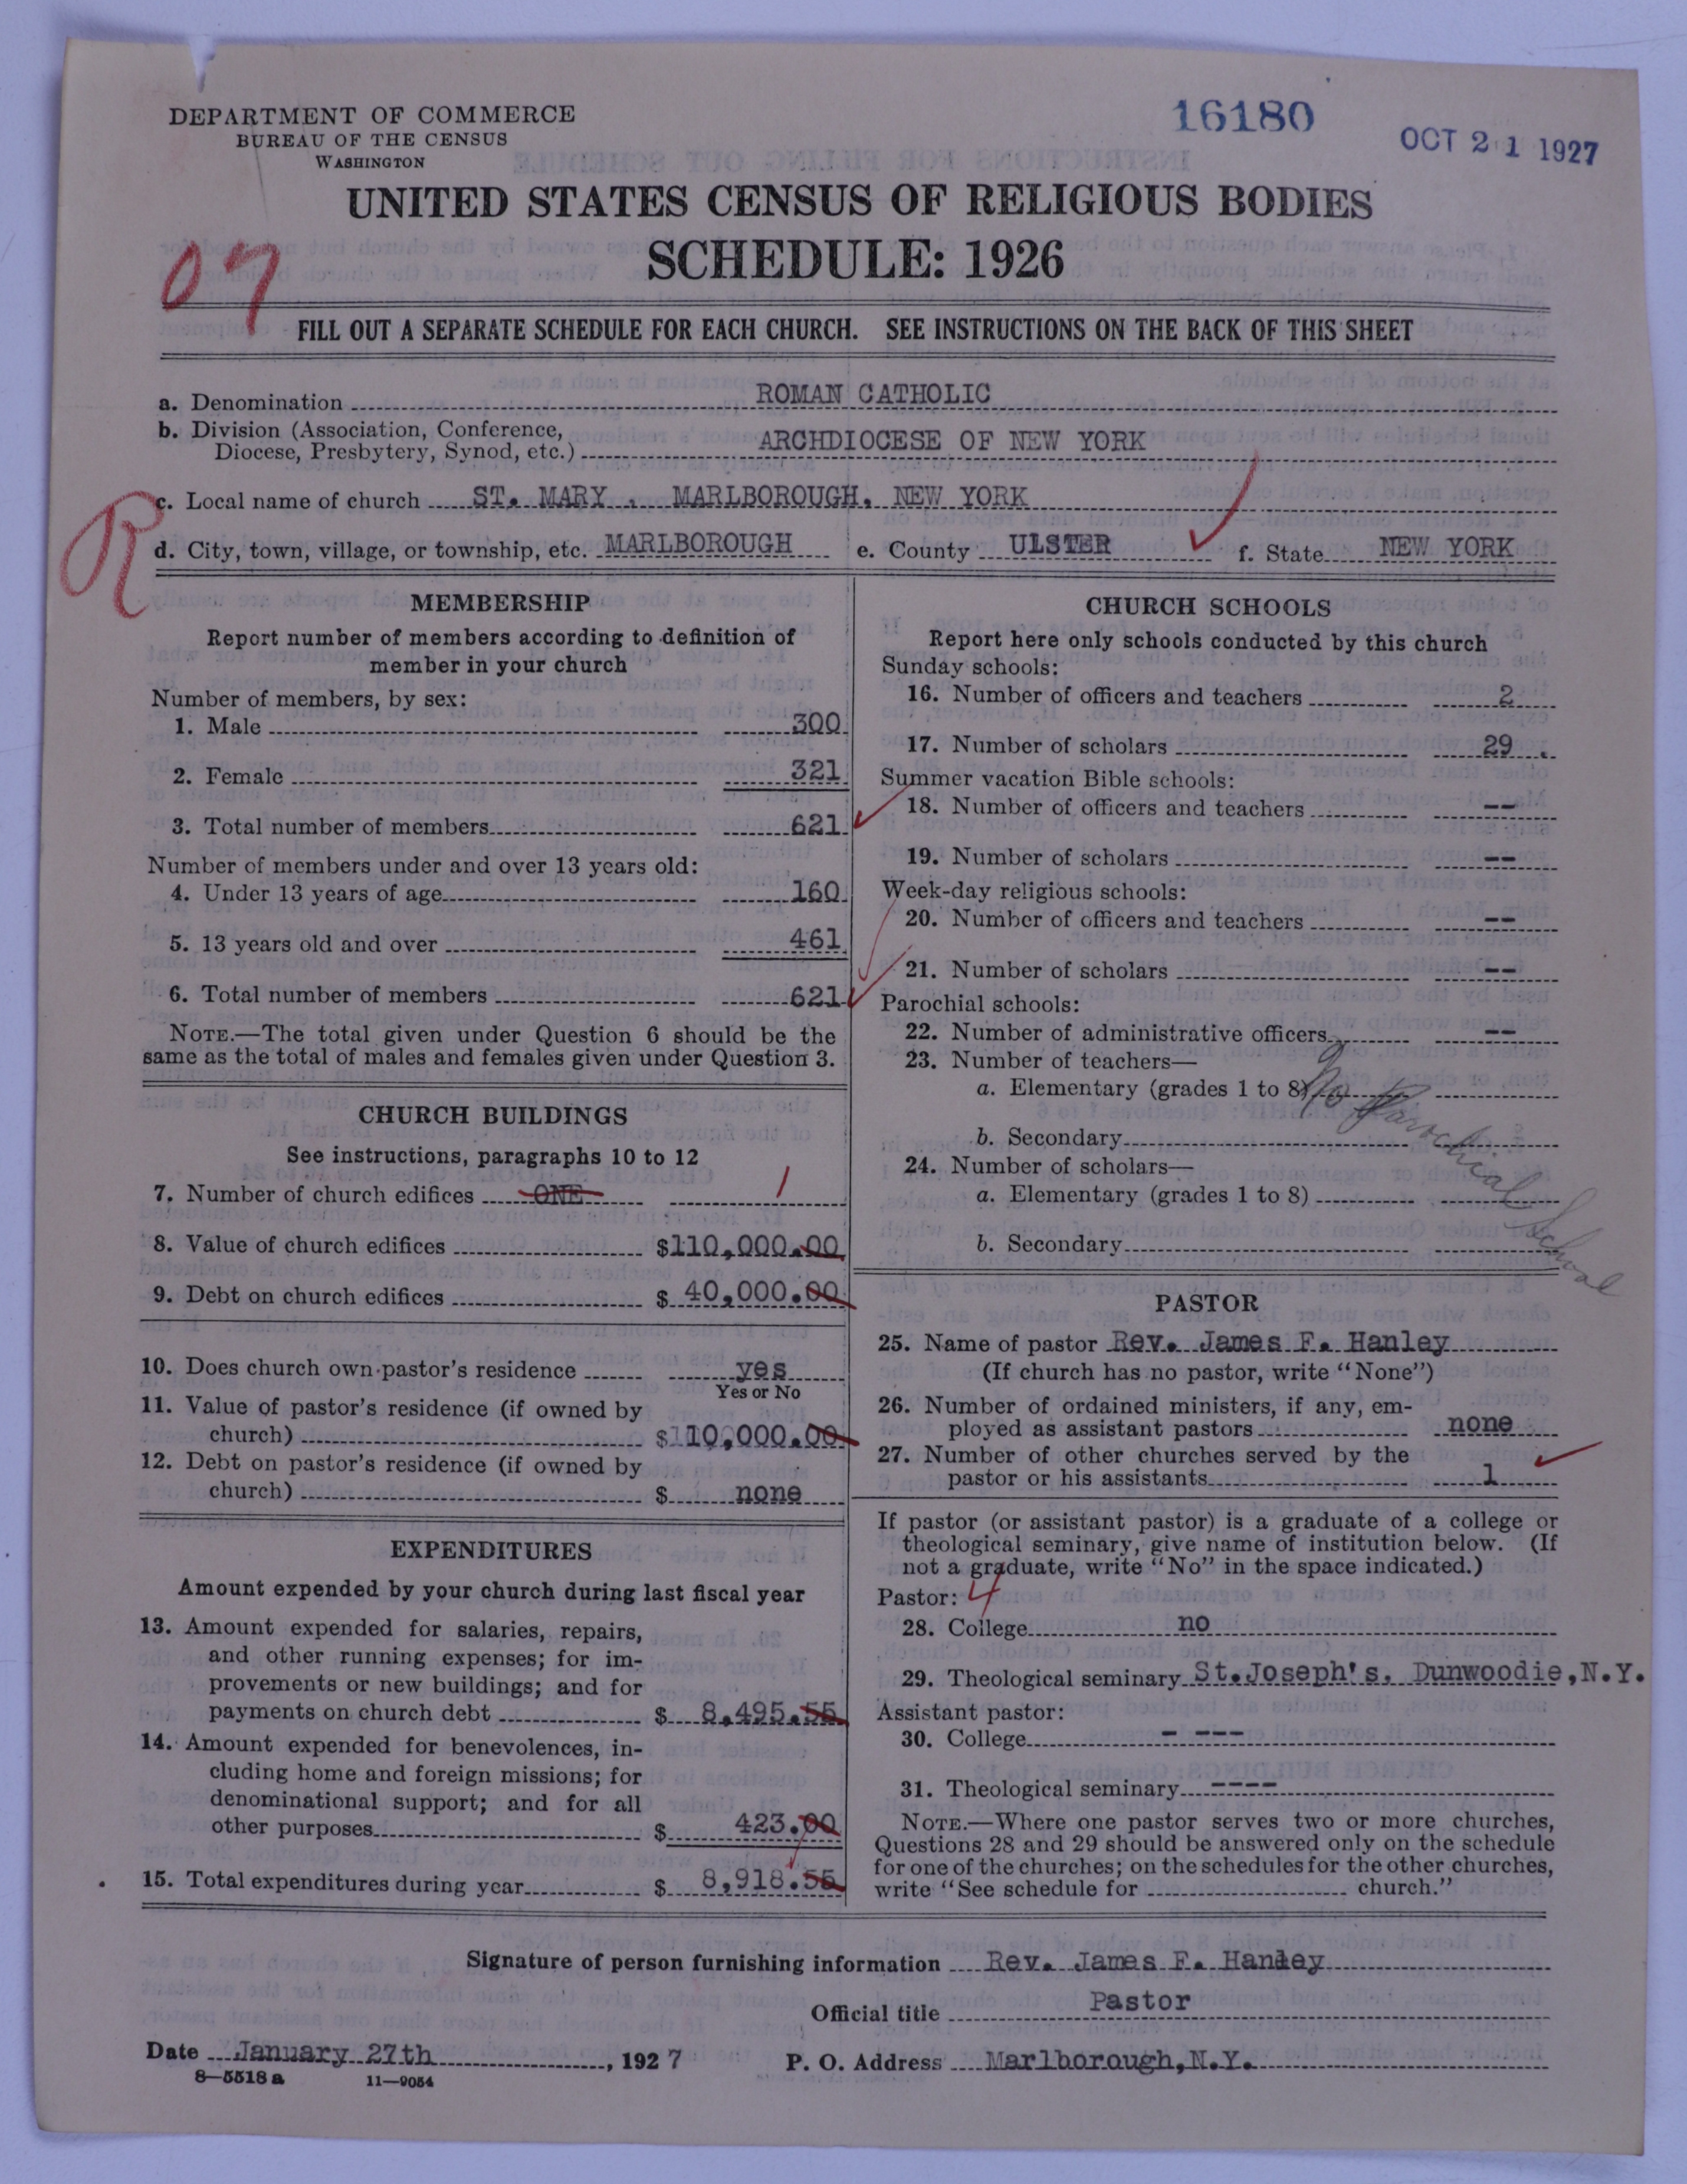 DEPARTMENT OF COMMERCE
BUREAU OF THE CENSUS
WASHINGTON
16180
OCT 21 1927
UNITED STATES CENSUS OF RELIGIOUS BODIES
SCHEDULE: 1926
07
FILL OUT A SEPARATE SCHEDULE FOR EACH CHURCH. SEE INSTRUCTIONS ON THE BACK OF THIS SHEET
a. Denomination ROMAN CATHOLIC
b. Division (Association, Conference,
Diocese, Presbytery, Synod, etc.) ARCHDIOCESE OF NEW YORK
R
c. Local name of church ST. MARY . MARLBOROUGH. NEW YORK
d. City, town, village, or township, etc. MARLBOROUGH e. County ULSTER f. State NEW YORK
MEMBERSHIP
Report number of members according to definition of
member in your church
Number of members, by sex:
1. Male 300
2. Female 321
3. Total number of members 621
Number of members under and over 13 years old:
4. Under 13 years of age 160
5. 13 years old and over 461
6. Total number of members 621
NOTE.—The total given under Question 6 should be the
same as the total of males and females given under Question 3.
CHURCH BUILDINGS
See instructions, paragraphs 10 to 12
7. Number of church edifices ONE 1
8. Value of church edifices $110,000.00
9. Debt on church edifices $ 40,000.00
10. Does church own pastor's residence yes
Yes or No
11. Value of pastor's residence (if owned by
church) $110,000.00
12. Debt on pastor's residence (if owned by
church) $ none
EXPENDITURES
Amount expended by your church during last fiscal year
13. Amount expended for salaries, repairs,
and other running expenses; for im-
provements or new buildings; and for
payments on church debt $ 8,495.55
14. Amount expended for benevolences, in-
cluding home and foreign missions; for
denominational support; and for all
other purposes $ 423.00
15. Total expenditures during year $ 8,918.55
CHURCH SCHOOLS
Report here only schools conducted by this church
Sunday schools:
16. Number of officers and teachers 2
17. Number of scholars 29 .
Summer vacation Bible schools:
18. Number of officers and teachers --
19. Number of scholars --
Week-day religious schools:
20. Number of officers and teachers --
21. Number of scholars --
Parochial schools:
22. Number of administrative officers --
23. Number of teachers—
a. Elementary (grades 1 to 8)
No Parochial School
b. Secondary
24. Number of scholars—
a. Elementary (grades 1 to 8)
b. Secondary
PASTOR
25. Name of pastor Rev. James F. Hanley
(If church has no pastor, write "None")
26. Number of ordained ministers, if any, em-
ployed as assistant pastors none
27. Number of other churches served by the
pastor or his assistants 1
If pastor (or assistant pastor) is a graduate of a college or
theological seminary, give name of institution below. (If
not a graduate, write "No" in the space indicated.)
Pastor: 4
28. College no
29. Theological seminary St.Joseph's. Dunwoodie,N.Y.
Assistant pastor:
30. College - ---
31. Theological seminary ----
NOTE.—Where one pastor serves two or more churches,
Questions 28 and 29 should be answered only on the schedule
for one of the churches; on the schedules for the other churches,
write "See schedule for church."
Signature of person furnishing information Rev. James F. Hanley
Official title Pastor
Date January 27th, 1927 P. O. Address Marlborough,N.Y.
8—5518 a 11—9054